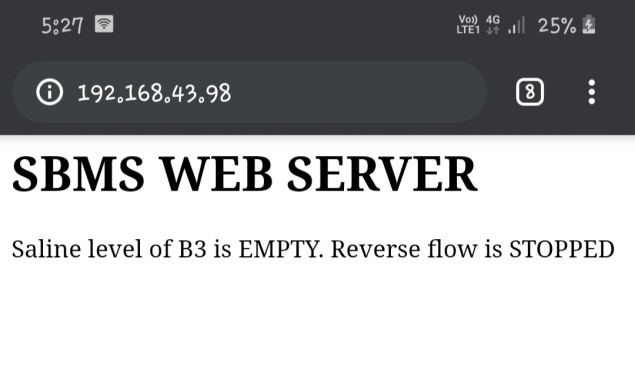 5:27 Vo)) 4G LTE1 25%
192.168.43.98 8
SBMS WEB SERVER
Saline level of B3 is EMPTY. Reverse flow is STOPPED